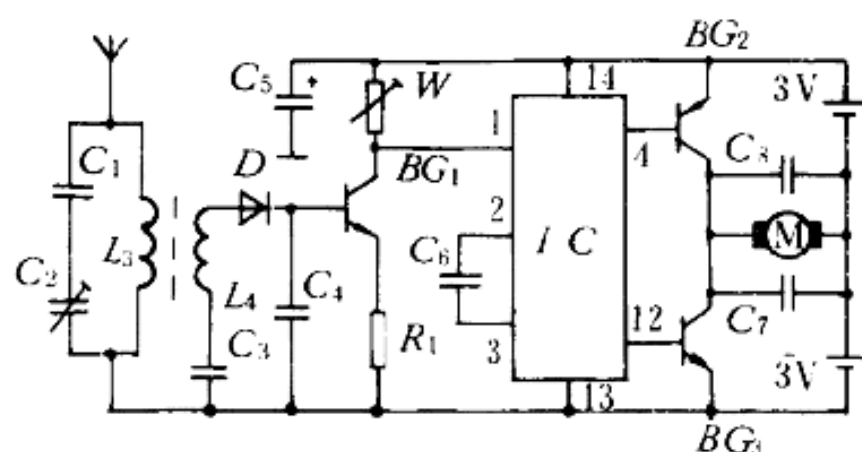 BG₂
C₅
+
W
14
3V
C₁
1
D
BG₁
4
C₈
2
I C
M
L₃
C₆
C₂
C₄
L₄
12
C₇
C₃
R₁
3
3V
13
BG₃